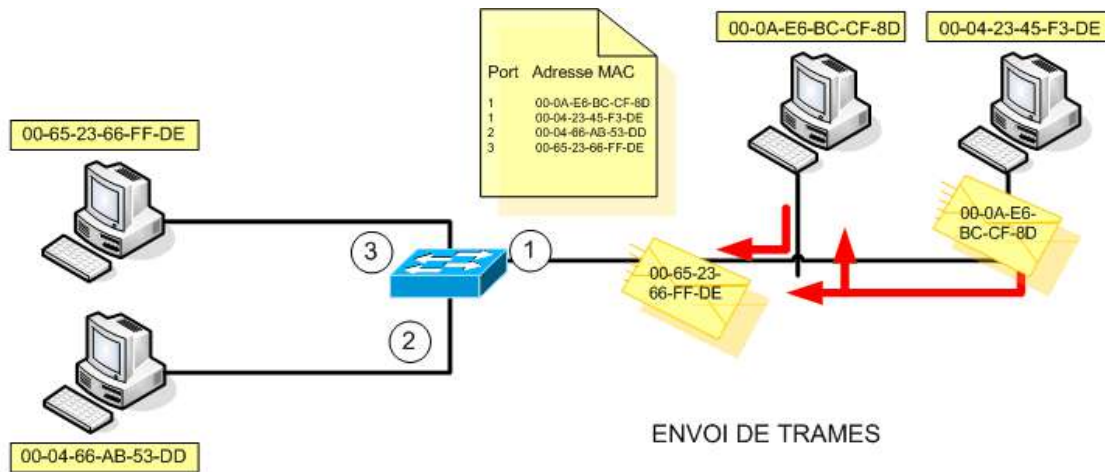 00-0A-E6-BC-CF-8D
00-04-23-45-F3-DE
Port Adresse MAC
1 00-0A-E6-BC-CF-8D
1 00-04-23-45-F3-DE
2 00-04-66-AB-53-DD
3 00-65-23-66-FF-DE
00-65-23-66-FF-DE
00-0A-E6-
BC-CF-8D
3
1
00-65-23-
66-FF-DE
2
00-04-66-AB-53-DD
ENVOI DE TRAMES